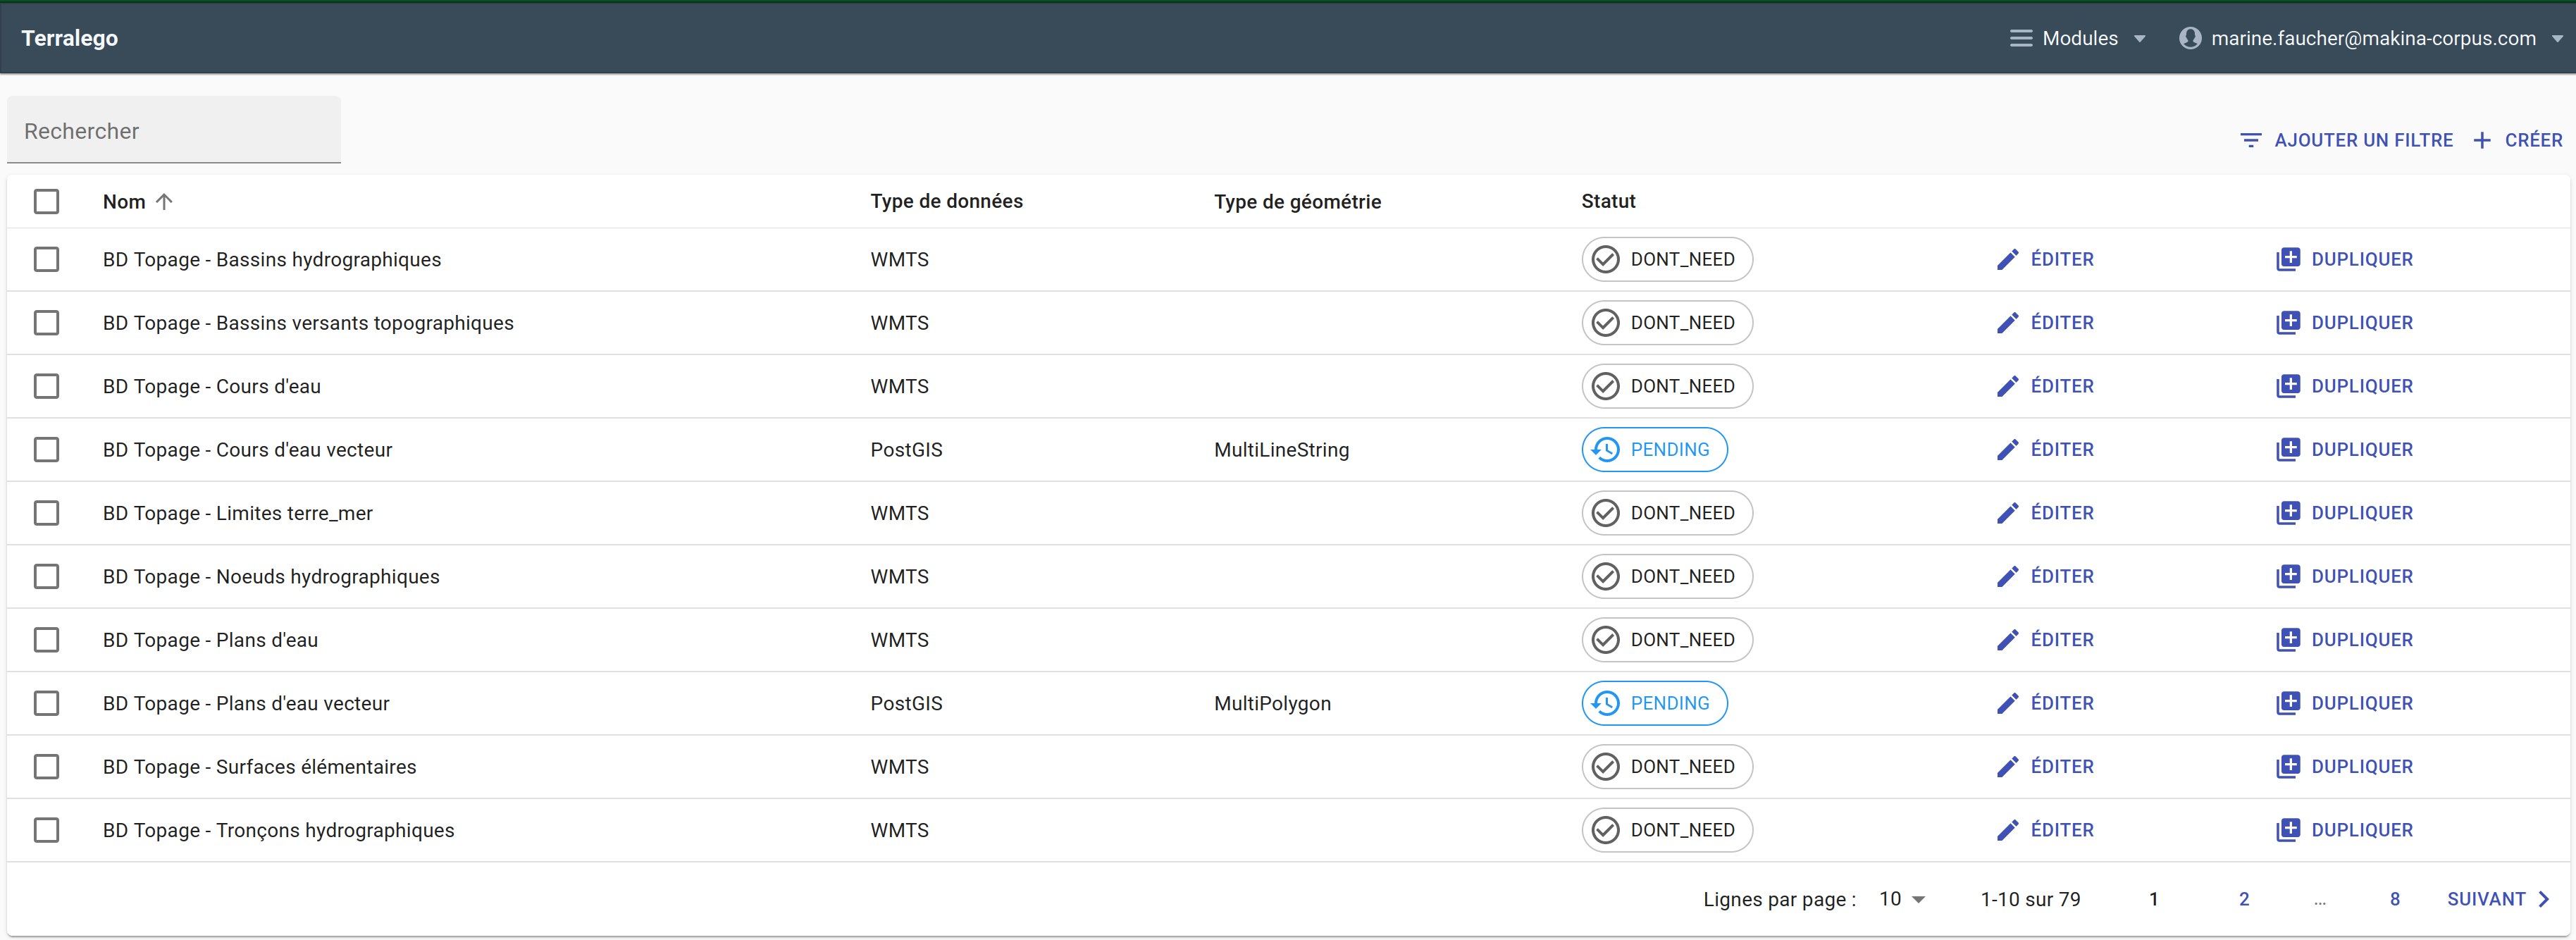 Terralego Modules marine.faucher@makina-corpus.com
Rechercher
AJOUTER UN FILTRE CRÉER
Nom Type de données Type de géométrie Statut
BD Topage - Bassins hydrographiques WMTS DONT_NEED ÉDITER DUPLIQUER
BD Topage - Bassins versants topographiques WMTS DONT_NEED ÉDITER DUPLIQUER
BD Topage - Cours d'eau WMTS DONT_NEED ÉDITER DUPLIQUER
BD Topage - Cours d'eau vecteur PostGIS MultiLineString PENDING ÉDITER DUPLIQUER
BD Topage - Limites terre_mer WMTS DONT_NEED ÉDITER DUPLIQUER
BD Topage - Noeuds hydrographiques WMTS DONT_NEED ÉDITER DUPLIQUER
BD Topage - Plans d'eau WMTS DONT_NEED ÉDITER DUPLIQUER
BD Topage - Plans d'eau vecteur PostGIS MultiPolygon PENDING ÉDITER DUPLIQUER
BD Topage - Surfaces élémentaires WMTS DONT_NEED ÉDITER DUPLIQUER
BD Topage - Tronçons hydrographiques WMTS DONT_NEED ÉDITER DUPLIQUER
Lignes par page : 10 1-10 sur 79 1 2 ... 8 SUIVANT